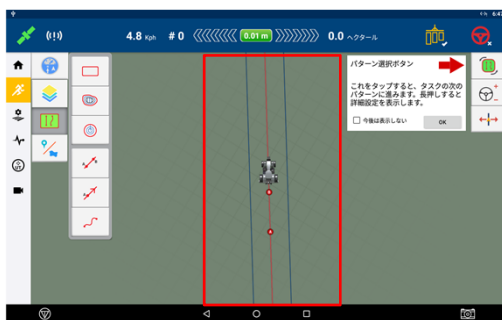 6:47
4.8 Kph
# 0
0.01 m
0.0 ヘクタール
パターン選択ボタン
これをタップすると、タスクの次の
パターンに進みます。長押しすると
詳細設定を表示します。
今後は表示しない
OK